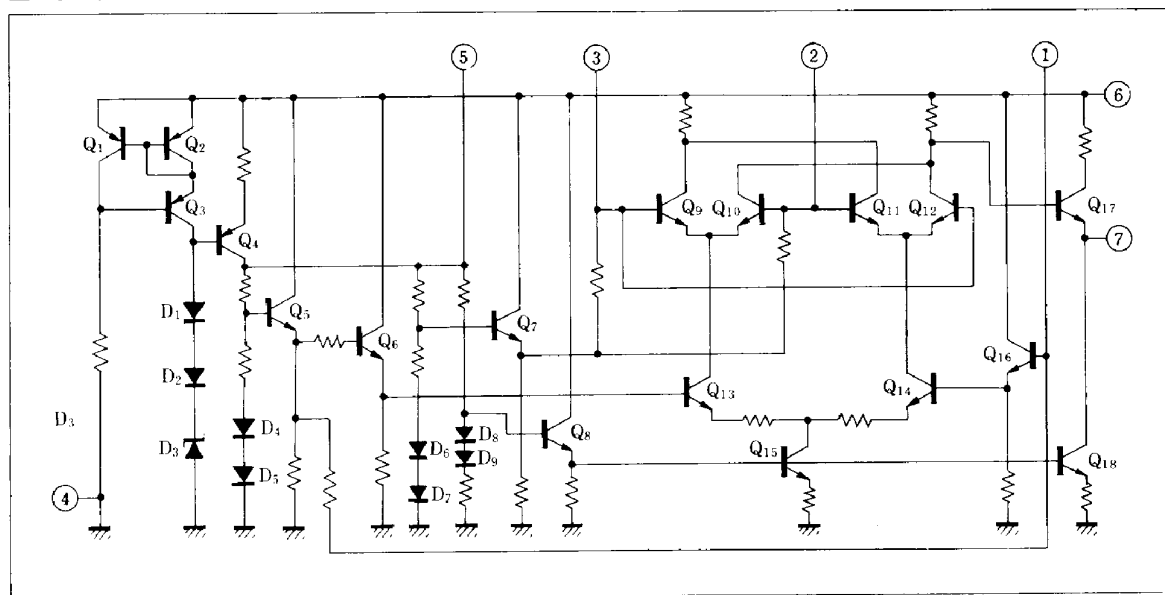 ⑤ ③ ② ①
⑥
Q1 Q2
Q3 Q9 Q10 Q11 Q12 Q17
Q4 ⑦
D1 Q5 Q7
Q6 Q16
D2 Q13 Q14
D3 D3 D4 D6 D8 Q8
D9 Q15 Q18
④ D5 D7